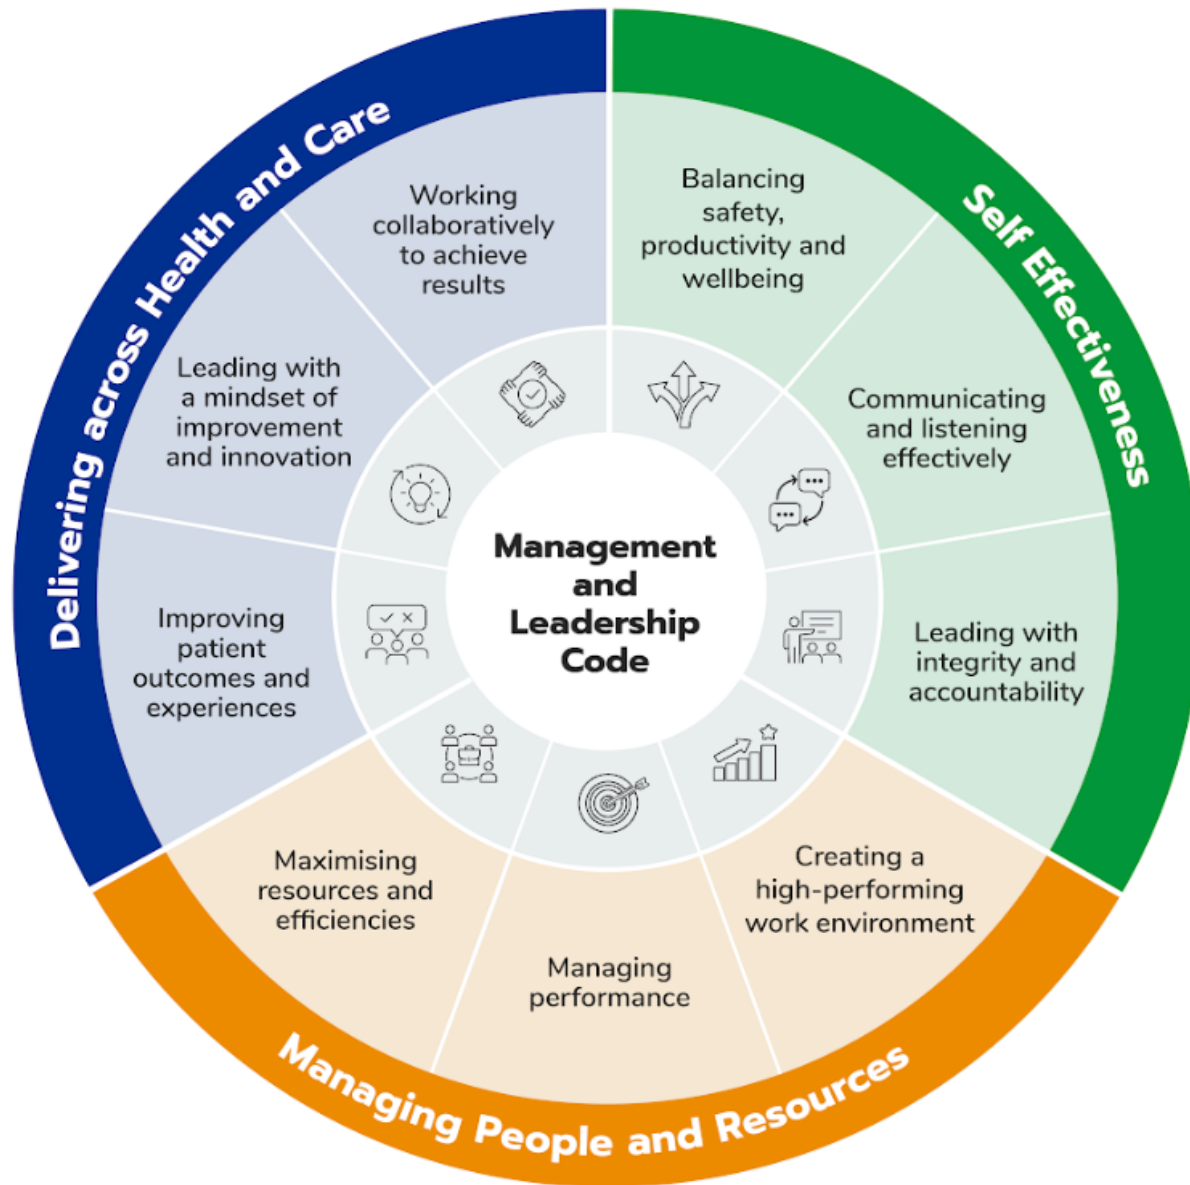 Delivering across Health and Care
Self Effectiveness
Managing People and Resources
Management
and
Leadership
Code
Balancing
safety,
productivity and
wellbeing
Communicating
and listening
effectively
Leading with
integrity and
accountability
Creating a
high-performing
work environment
Managing
performance
Maximising
resources and
efficiencies
Improving
patient
outcomes and
experiences
Leading with
a mindset of
improvement
and innovation
Working
collaboratively
to achieve
results